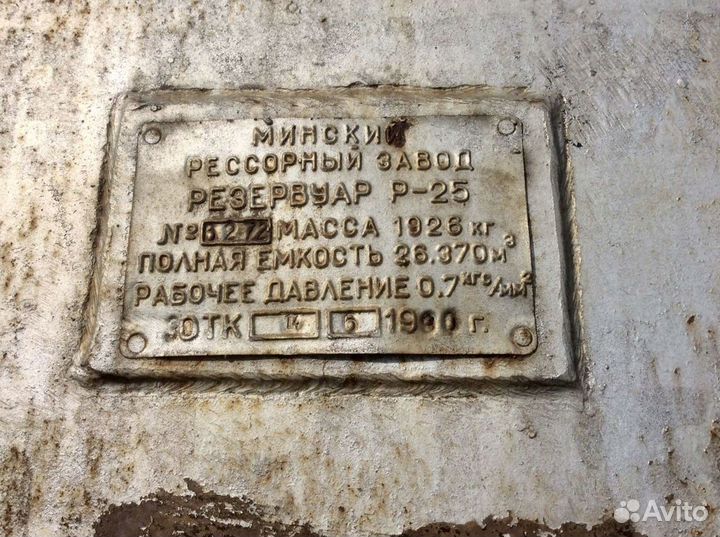 МИНСКИЙ
РЕССОРНЫЙ ЗАВОД
РЕЗЕРВУАР Р-25
№ 6272 МАССА 1926 кг
ПОЛНАЯ ЕМКОСТЬ 26.370 м³
РАБОЧЕЕ ДАВЛЕНИЕ 0.7 кгс/мм²
ОТК 14 6 г.
Avito